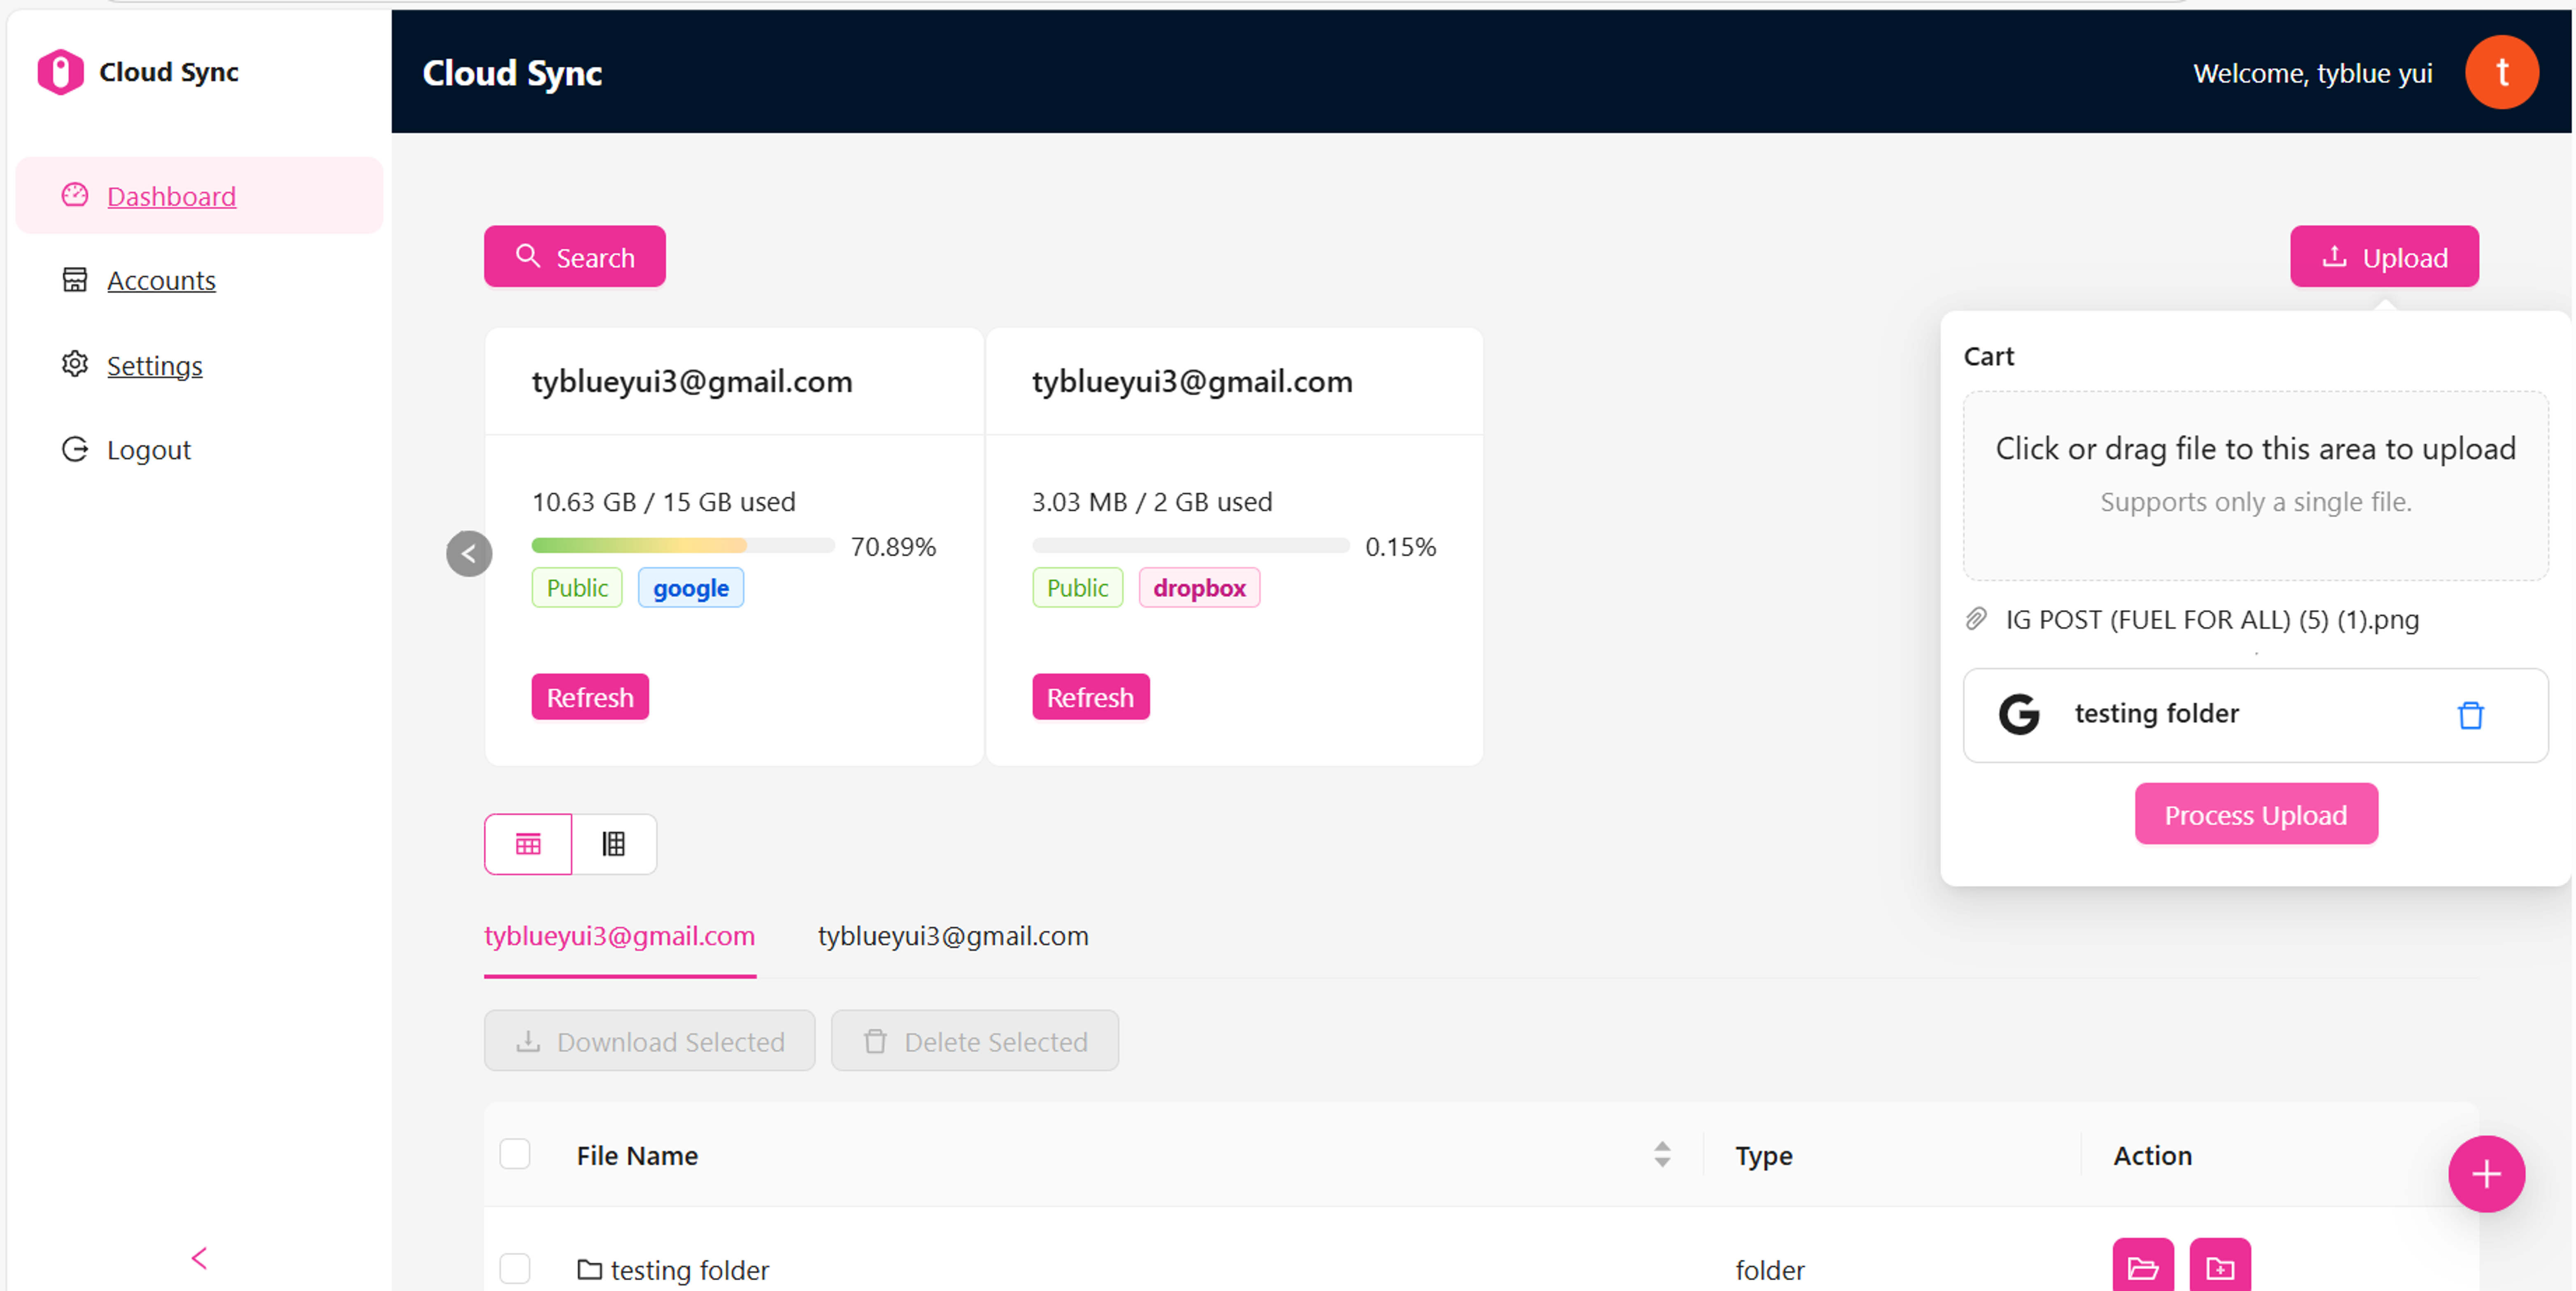 Cloud Sync
Dashboard
Accounts
Settings
Logout
Cloud Sync
Welcome, tyblue yui
t
Search
Upload
tyblueyui3@gmail.com
10.63 GB / 15 GB used
70.89%
Public
google
Refresh
tyblueyui3@gmail.com
3.03 MB / 2 GB used
0.15%
Public
dropbox
Refresh
Cart
Click or drag file to this area to upload
Supports only a single file.
IG POST (FUEL FOR ALL) (5) (1).png
testing folder
Process Upload
tyblueyui3@gmail.com
tyblueyui3@gmail.com
Download Selected
Delete Selected
File Name
Type
Action
testing folder
folder